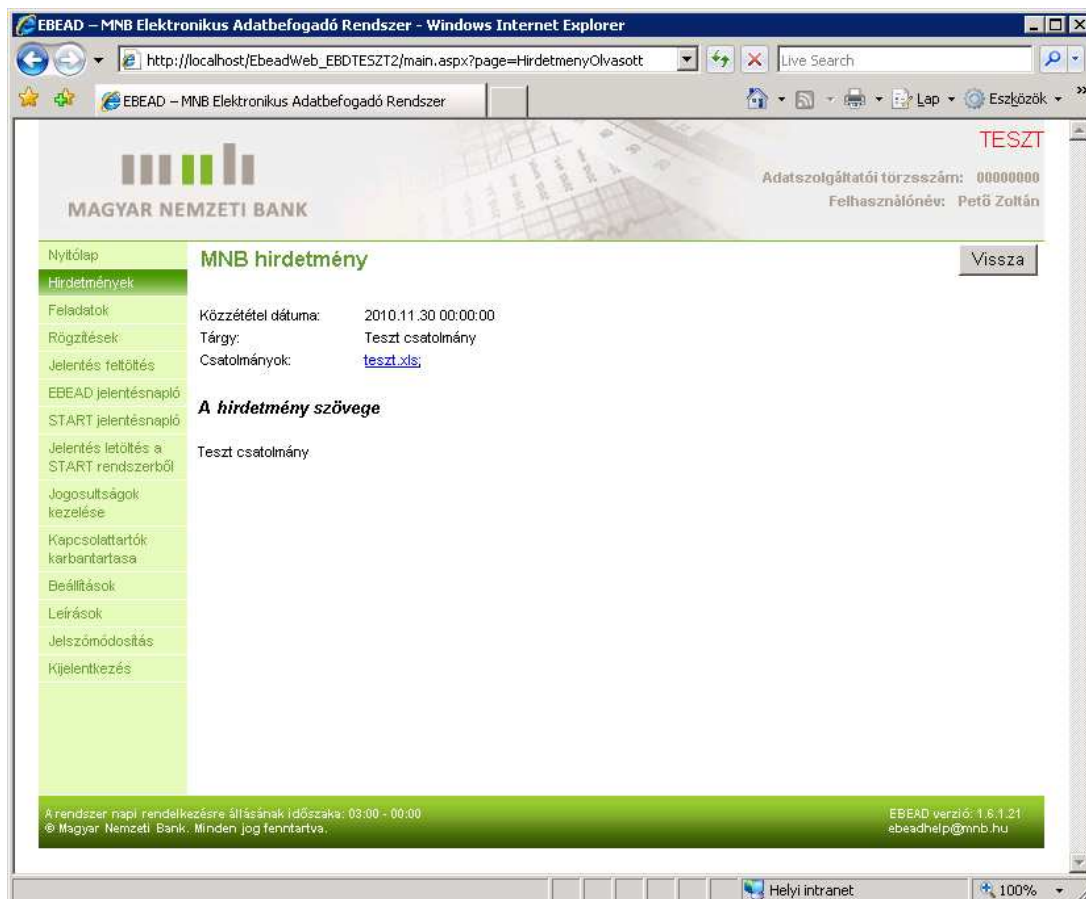 EBEAD – MNB Elektronikus Adatbefogadó Rendszer - Windows Internet Explorer
http://localhost/EbeadWeb_EBDTESZT2/main.aspx?page=HirdetmenyOlvasott
Live Search
EBEAD – MNB Elektronikus Adatbefogadó Rendszer
Lap
Eszközök
TESZT
Adatszolgáltatói törzsszám: 00000000
Felhasználónév: Pető Zoltán
MAGYAR NEMZETI BANK
Nyitólap
Hirdetmények
Feladatok
Rögzítések
Jelentés feltöltés
EBEAD jelentésnapló
START jelentésnapló
Jelentés letöltés a
START rendszerből
Jogosultságok
kezelése
Kapcsolattartók
karbantartasa
Beállítások
Leírások
Jelszómódosítás
Kijelentkezés
MNB hirdetmény
Vissza
Közzététel dátuma: 2010.11.30 00:00:00
Tárgy: Teszt csatolmány
Csatolmányok: teszt.xls;
A hirdetmény szövege
Teszt csatolmány
A rendszer napi rendelkezésre állásának időszaka: 03:00 - 00:00
© Magyar Nemzeti Bank. Minden jog fenntartva.
EBEAD verzió: 1.6.1.21
ebeadhelp@mnb.hu
Helyi intranet
100%